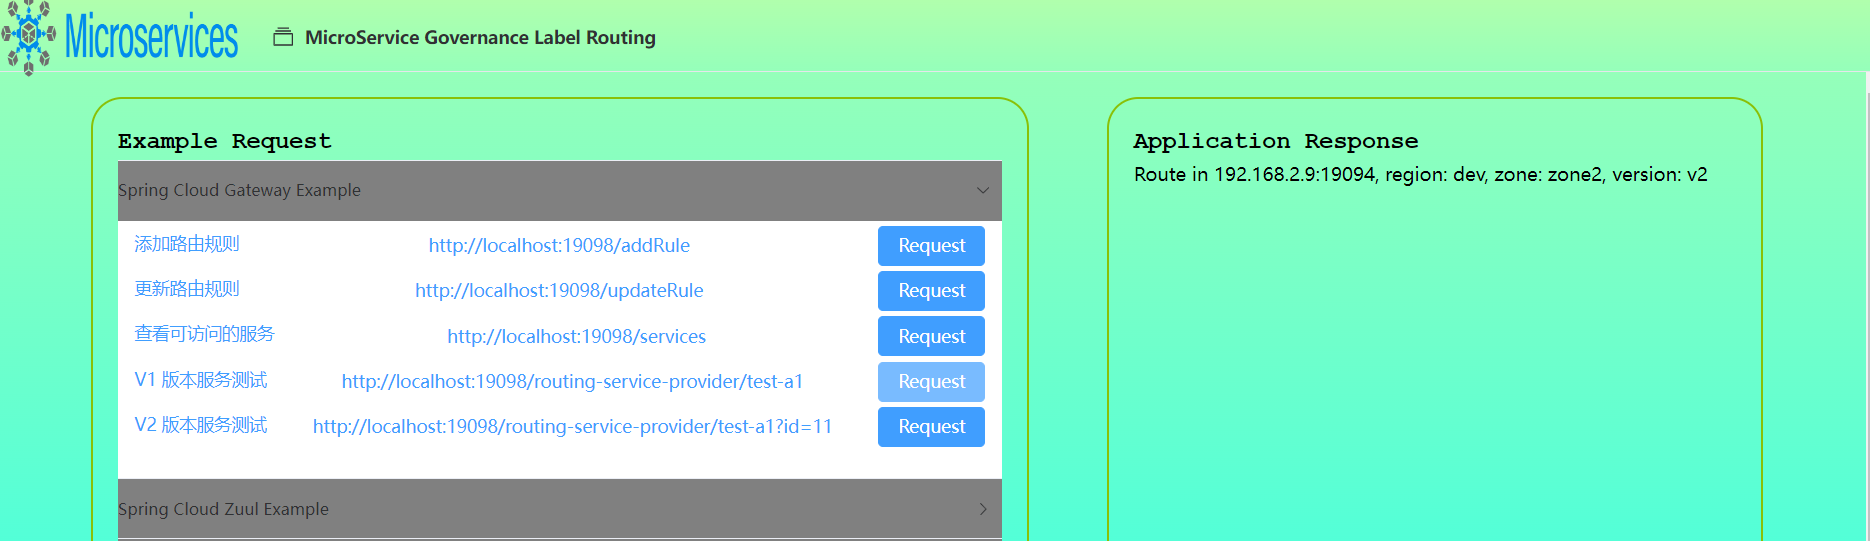 Microservices
MicroService Governance Label Routing
Example Request
Spring Cloud Gateway Example
添加路由规则 http://localhost:19098/addRule Request
更新路由规则 http://localhost:19098/updateRule Request
查看可访问的服务 http://localhost:19098/services Request
V1 版本服务测试 http://localhost:19098/routing-service-provider/test-a1 Request
V2 版本服务测试 http://localhost:19098/routing-service-provider/test-a1?id=11 Request
Spring Cloud Zuul Example
Application Response
Route in 192.168.2.9:19094, region: dev, zone: zone2, version: v2